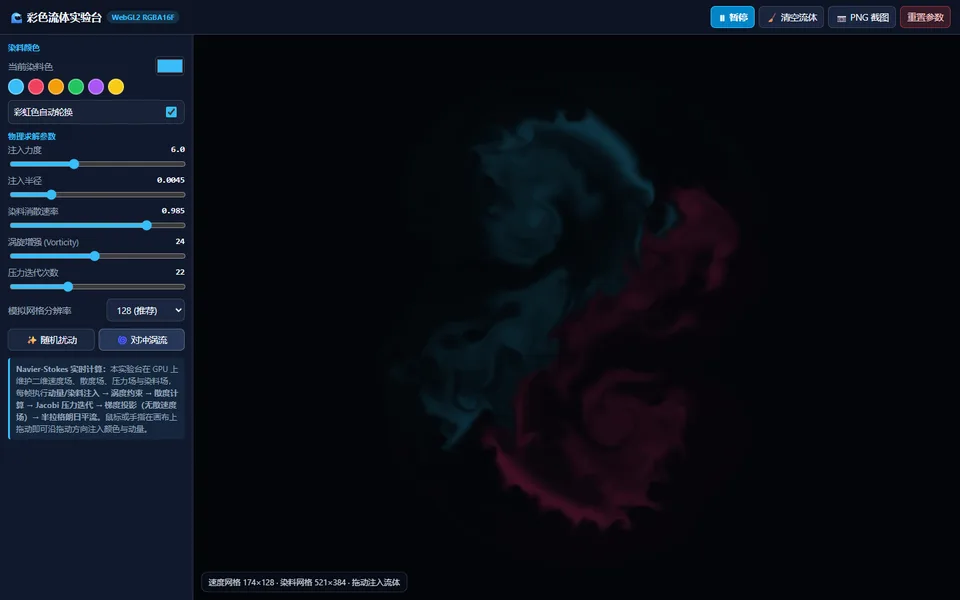 彩色流体实验台
WebGL2 RGBA16F
暂停
清空流体
PNG 截图
重置参数
染料颜色
当前染料色
彩虹色自动轮换
物理求解参数
注入力度 6.0
注入半径 0.0045
染料消散速率 0.985
涡旋增强 (Vorticity) 24
压力迭代次数 22
模拟网格分辨率 128 (推荐)
随机扰动
对冲涡流
Navier-Stokes 实时计算：本实验台在 GPU 上
维护二维速度场、散度场、压力场与染料场，
每帧执行动量/染料注入 → 涡度约束 → 散度计
算 → Jacobi 压力迭代 → 梯度投影（无散速度
场）→ 半拉格朗日平流。鼠标或手指在画布上
拖动即可沿拖动方向注入颜色与动量。
速度网格 174×128 · 染料网格 521×384 · 拖动注入流体